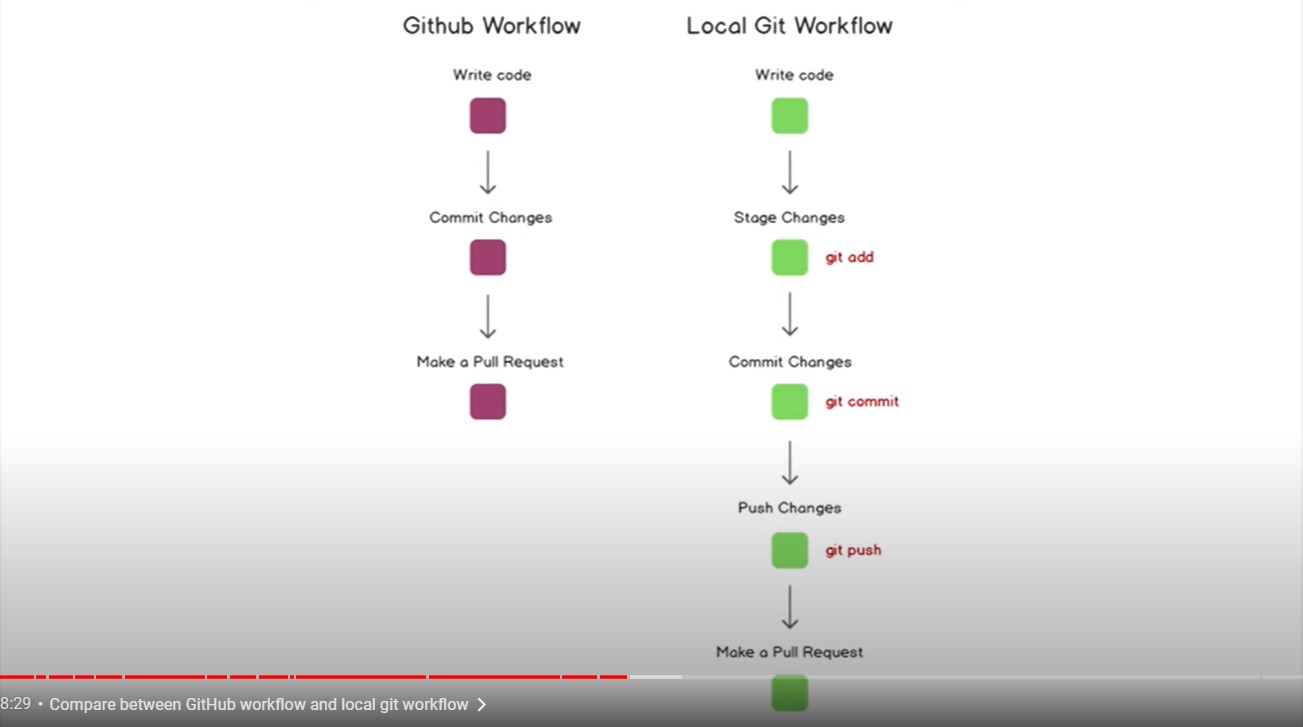 Github Workflow
Write code
Commit Changes
Make a Pull Request
Local Git Workflow
Write code
Stage Changes
git add
Commit Changes
git commit
Push Changes
git push
Make a Pull Request
8:29 • Compare between GitHub workflow and local git workflow